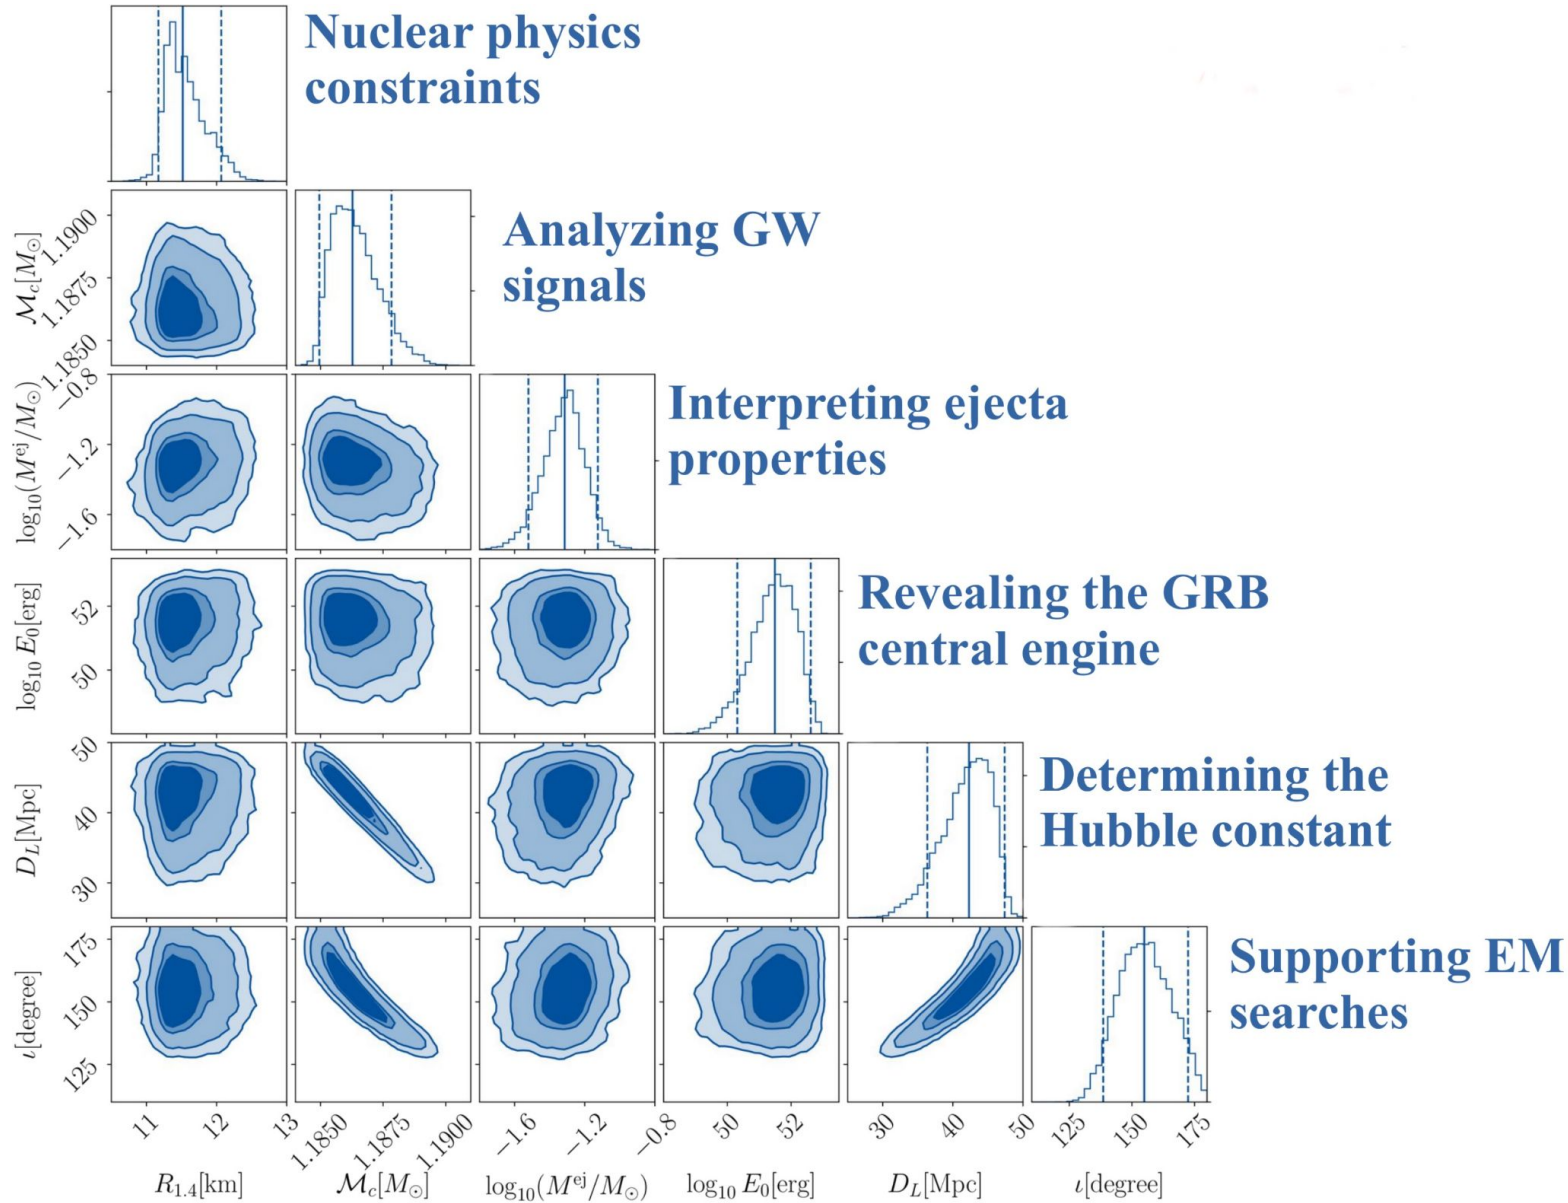 Nuclear physics
constraints
Analyzing GW
signals
Interpreting ejecta
properties
Revealing the GRB
central engine
Determining the
Hubble constant
Supporting EM
searches
ℳc[M⊙]
1.1900
1.1875
1.1850
log10(Mej/M⊙)
−0.8
−1.2
−1.6
log10 E0[erg]
52
50
DL[Mpc]
50
40
30
ι[degree]
175
150
125
11 12 13
1.1850 1.1875 1.1900
−1.6 −1.2 −0.8
50 52
30 40 50
125 150 175
R1.4[km] ℳc[M⊙] log10(Mej/M⊙) log10 E0[erg] DL[Mpc] ι[degree]